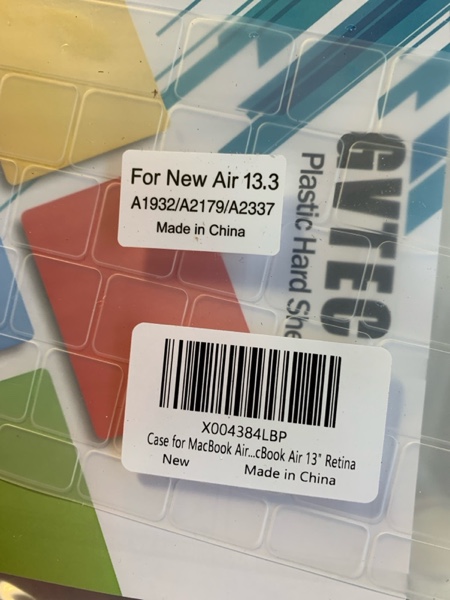 For New Air 13.3
A1932/A2179/A2337
Made in China
GVTEC
Plastic Hard She
X004384LBP
Case for MacBook Air...cBook Air 13" Retina
New Made in China